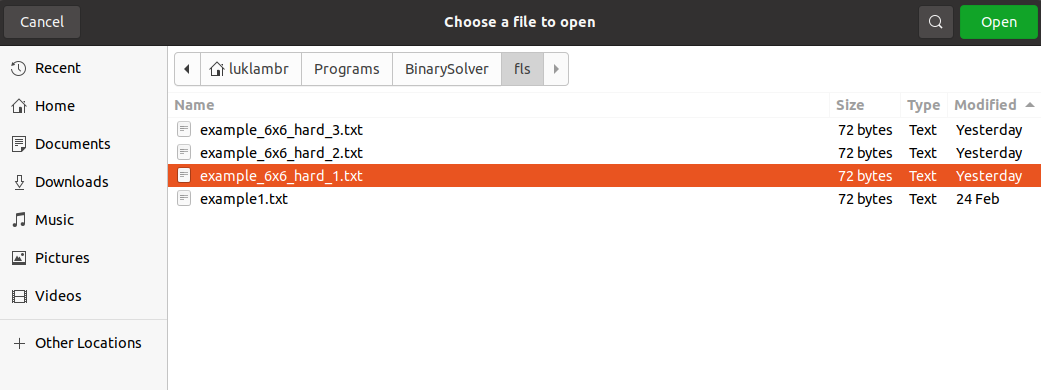 Cancel Choose a file to open Open
Recent
Home
Documents
Downloads
Music
Pictures
Videos
Other Locations
luklambr Programs BinarySolver fls
Name Size Type Modified
example_6x6_hard_3.txt 72 bytes Text Yesterday
example_6x6_hard_2.txt 72 bytes Text Yesterday
example_6x6_hard_1.txt 72 bytes Text Yesterday
example1.txt 72 bytes Text 24 Feb